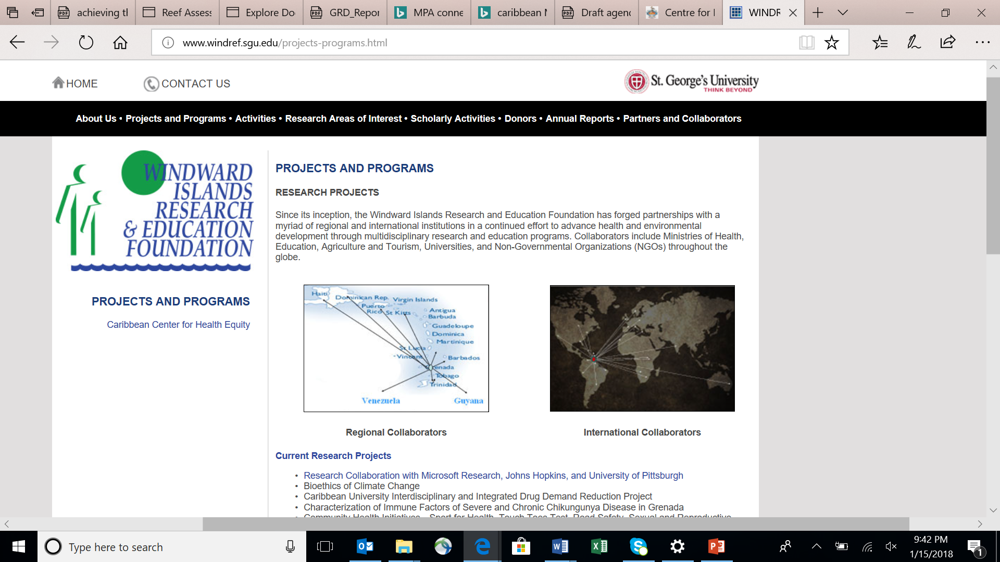 achieving tl
Reef Assess
Explore Do
GRD_Repor
MPA conne
caribbean M
Draft agend
Centre for I
WINDR
www.windref.sgu.edu/projects-programs.html
HOME
CONTACT US
St. George's University
THINK BEYOND
About Us • Projects and Programs • Activities • Research Areas of Interest • Scholarly Activities • Donors • Annual Reports • Partners and Collaborators
WINDWARD
ISLANDS
RESEARCH
& EDUCATION
FOUNDATION
PROJECTS AND PROGRAMS
Caribbean Center for Health Equity
PROJECTS AND PROGRAMS
RESEARCH PROJECTS
Since its inception, the Windward Islands Research and Education Foundation has forged partnerships with a
myriad of regional and international institutions in a continued effort to advance health and environmental
development through multidisciplinary research and education programs. Collaborators include Ministries of Health,
Education, Agriculture and Tourism, Universities, and Non-Governmental Organizations (NGOs) throughout the
globe.
Haiti
Dominican Rep.
Virgin Islands
Puerto
Rico
St Kitts
Antigua
Barbuda
Guadeloupe
Dominica
Martinique
St Lucia
Vincent
Barbados
enada
Tobago
Trinidad
Venezuela
Guyana
Regional Collaborators
International Collaborators
Current Research Projects
• Research Collaboration with Microsoft Research, Johns Hopkins, and University of Pittsburgh
• Bioethics of Climate Change
• Caribbean University Interdisciplinary and Integrated Drug Demand Reduction Project
• Characterization of Immune Factors of Severe and Chronic Chikungunya Disease in Grenada
• Community Health Initiatives - Sport for Health, Touch Toes Test, Road Safety, Sexual and Reproductive
Type here to search
9:42 PM
1/15/2018
1